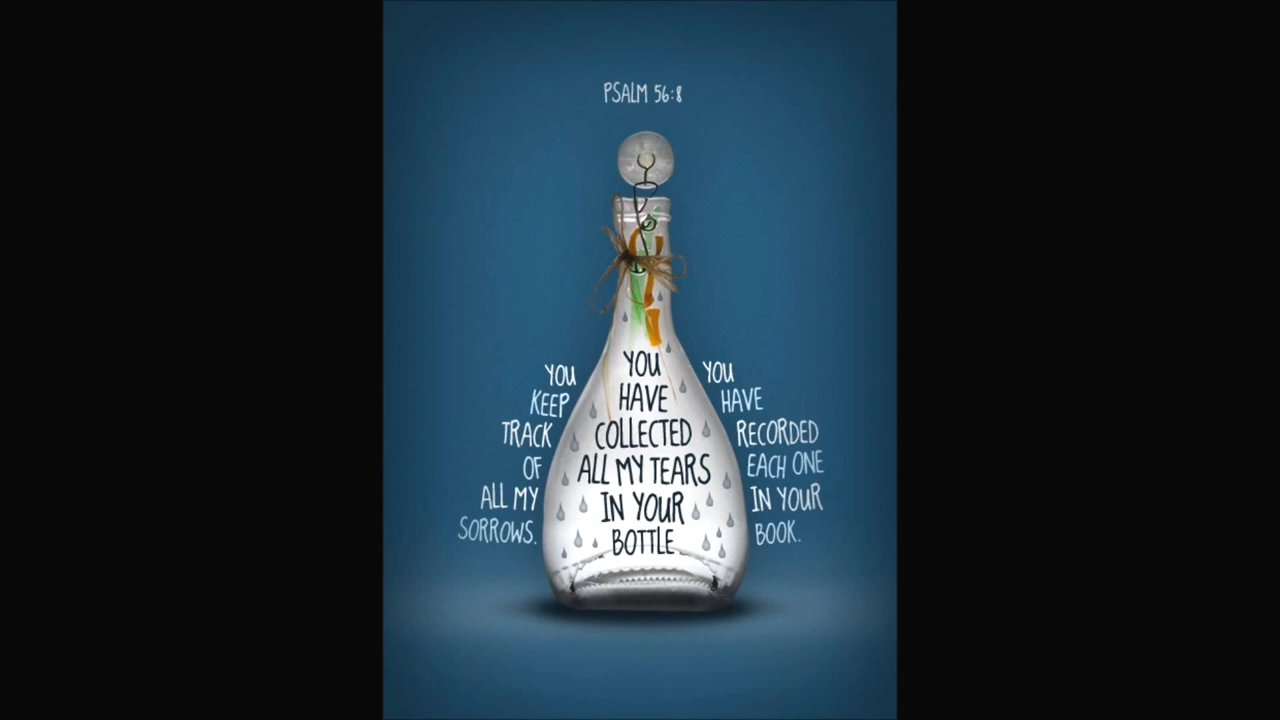 PSALM 56:8
YOU
KEEP
TRACK
OF
ALL MY
SORROWS.
YOU
HAVE
COLLECTED
ALL MY TEARS
IN YOUR
BOTTLE.
YOU
HAVE
RECORDED
EACH ONE
IN YOUR
BOOK.